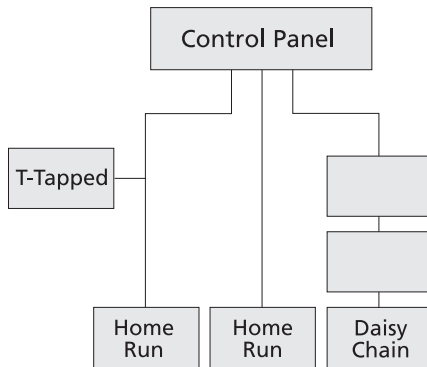 Control Panel
T-Tapped
Home
Run
Home
Run
Daisy
Chain